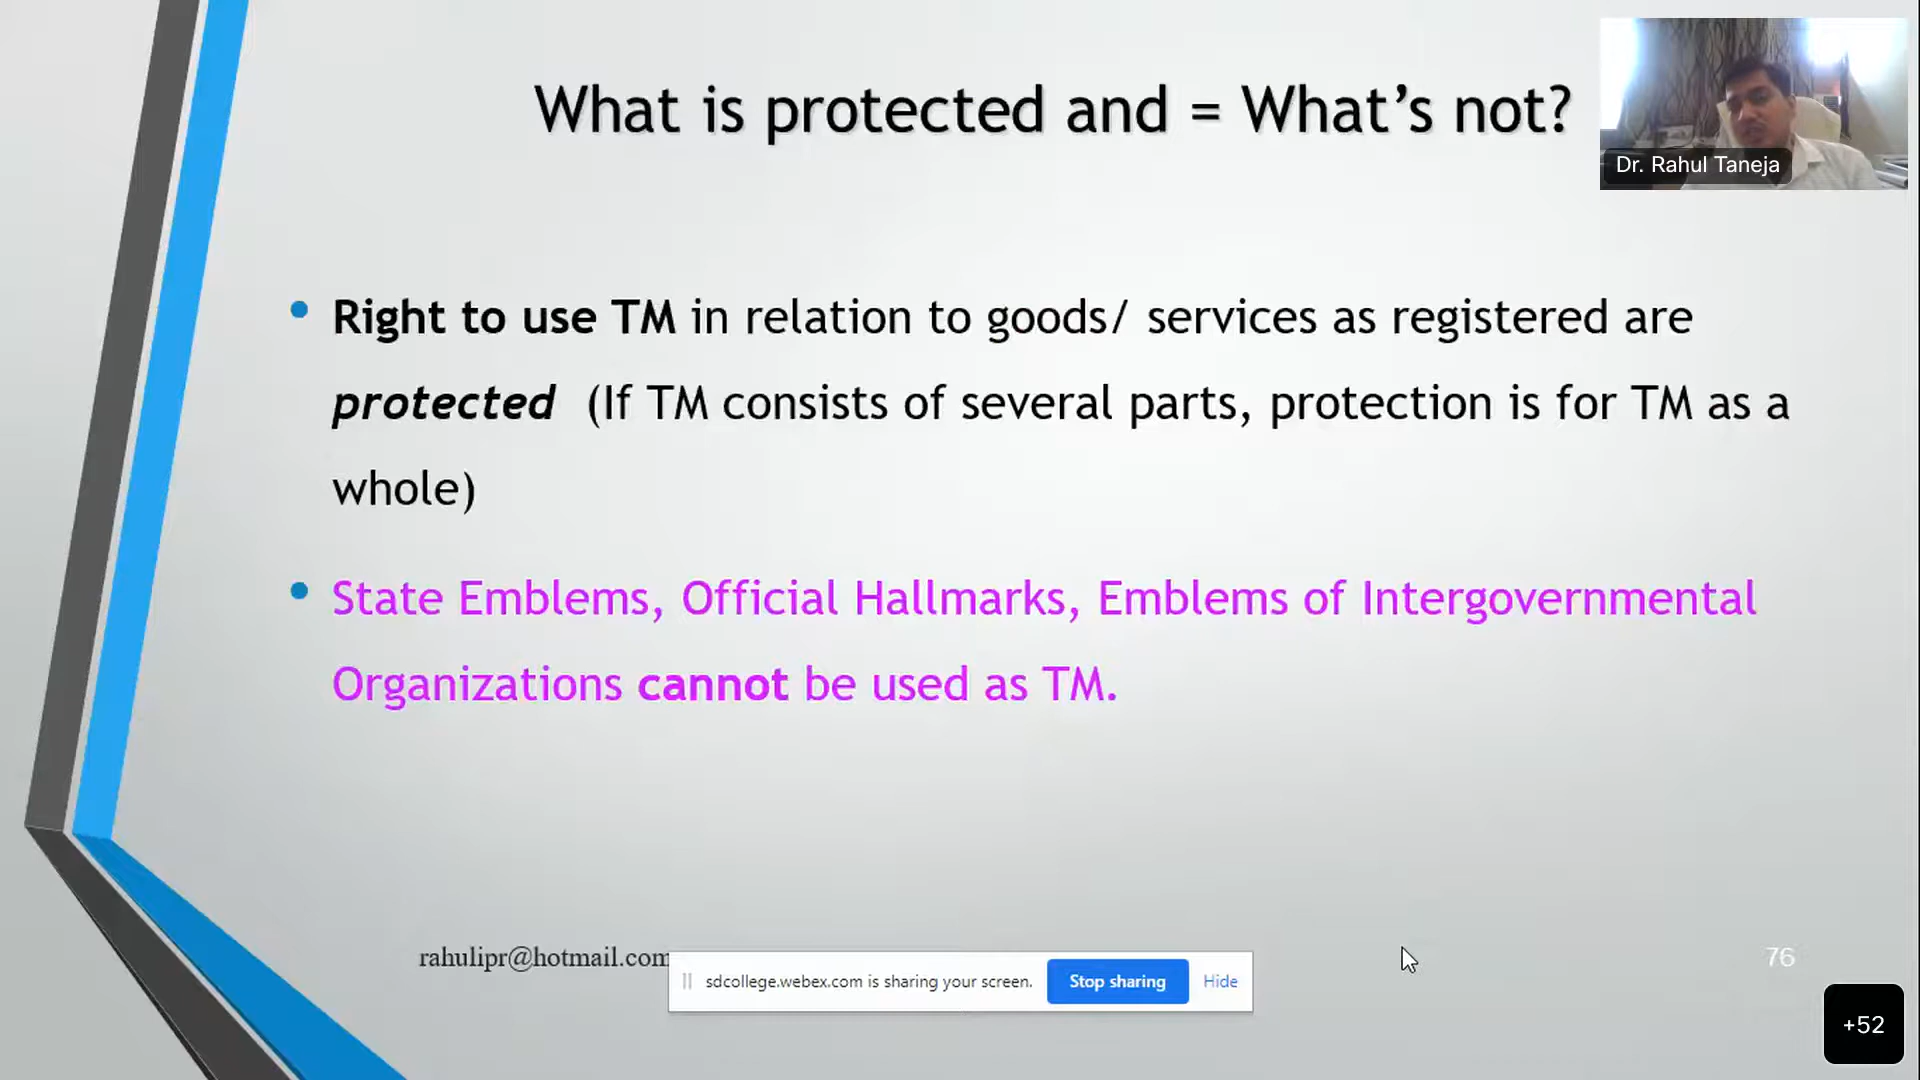 What is protected and = What's not?
Dr. Rahul Taneja
Right to use TM in relation to goods/ services as registered are
protected (If TM consists of several parts, protection is for TM as a
whole)
State Emblems, Official Hallmarks, Emblems of Intergovernmental
Organizations cannot be used as TM.
rahulipr@hotmail.com
sdcollege.webex.com is sharing your screen.
Stop sharing
Hide
76
+52